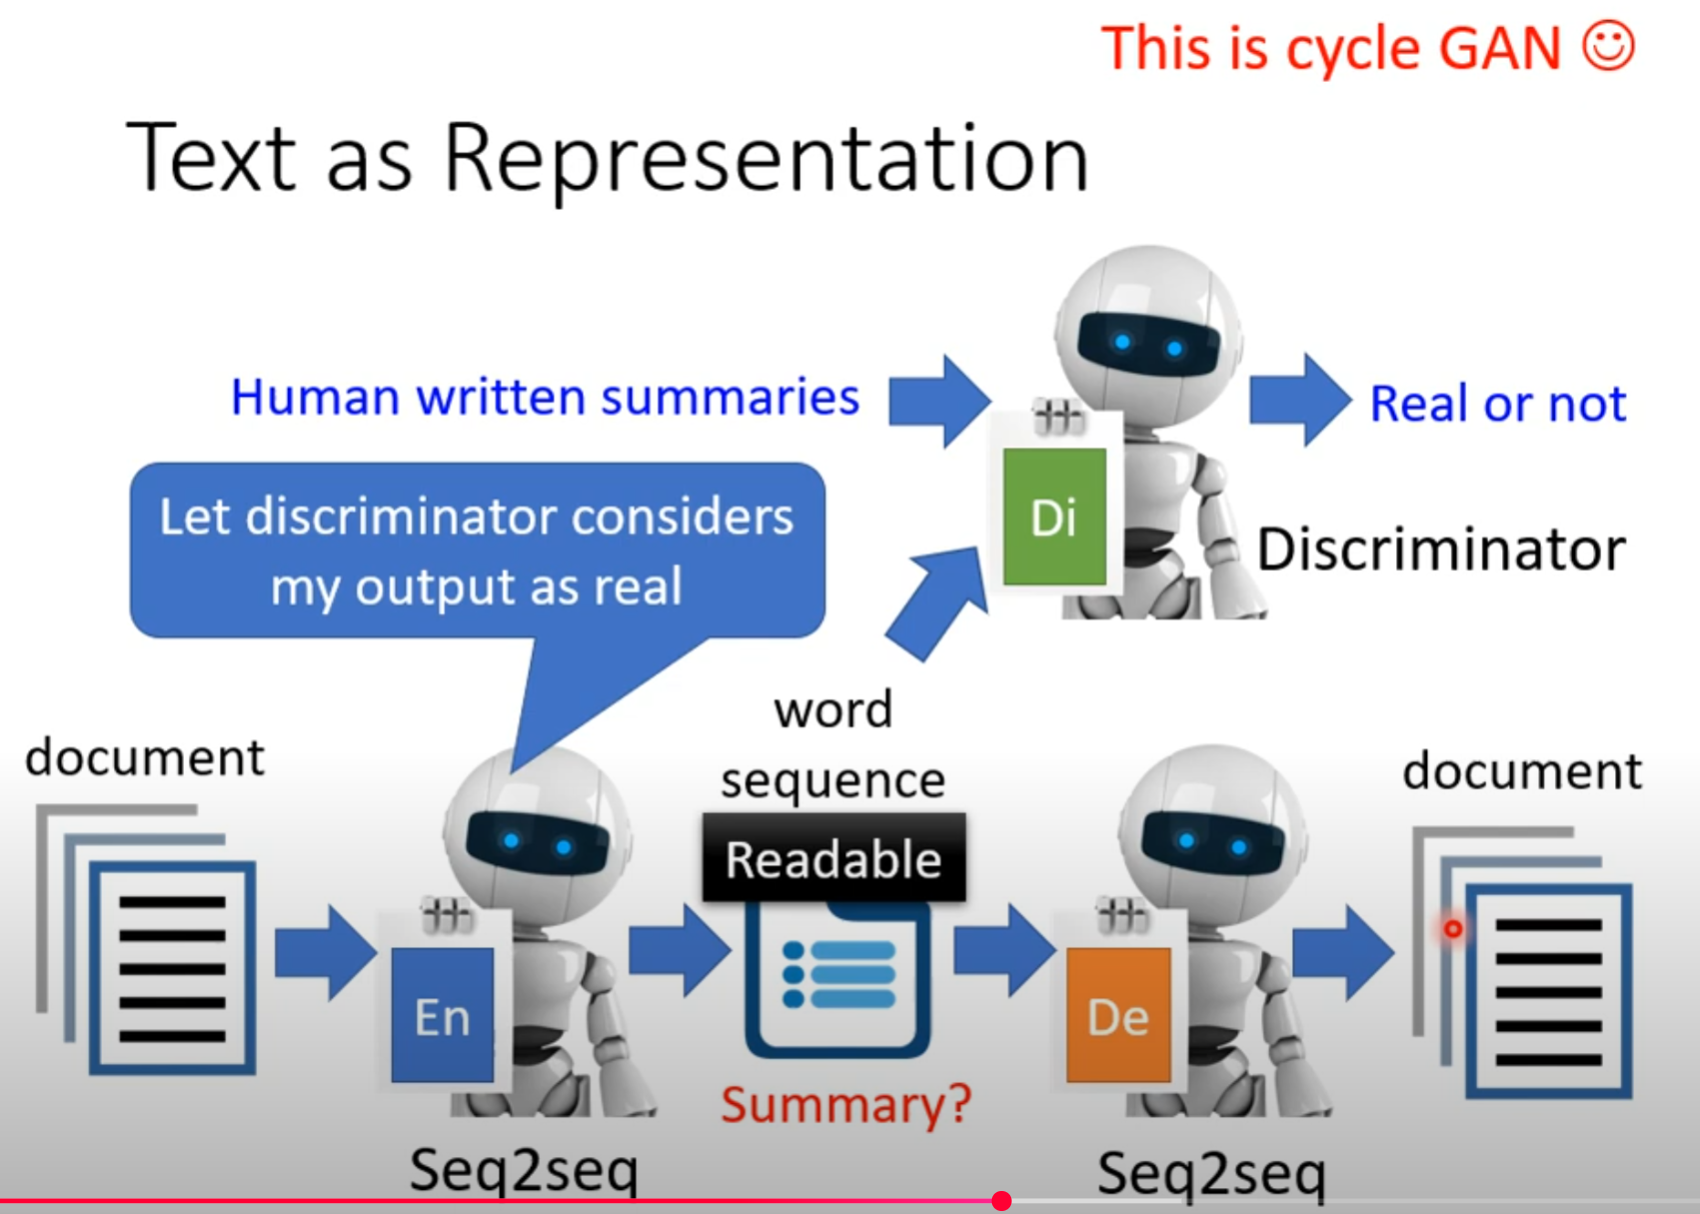 This is cycle GAN ☺
Text as Representation
Human written summaries
Real or not
Let discriminator considers
my output as real
Di
Discriminator
word
sequence
document
document
Readable
En
De
Summary?
Seq2seq
Seq2seq